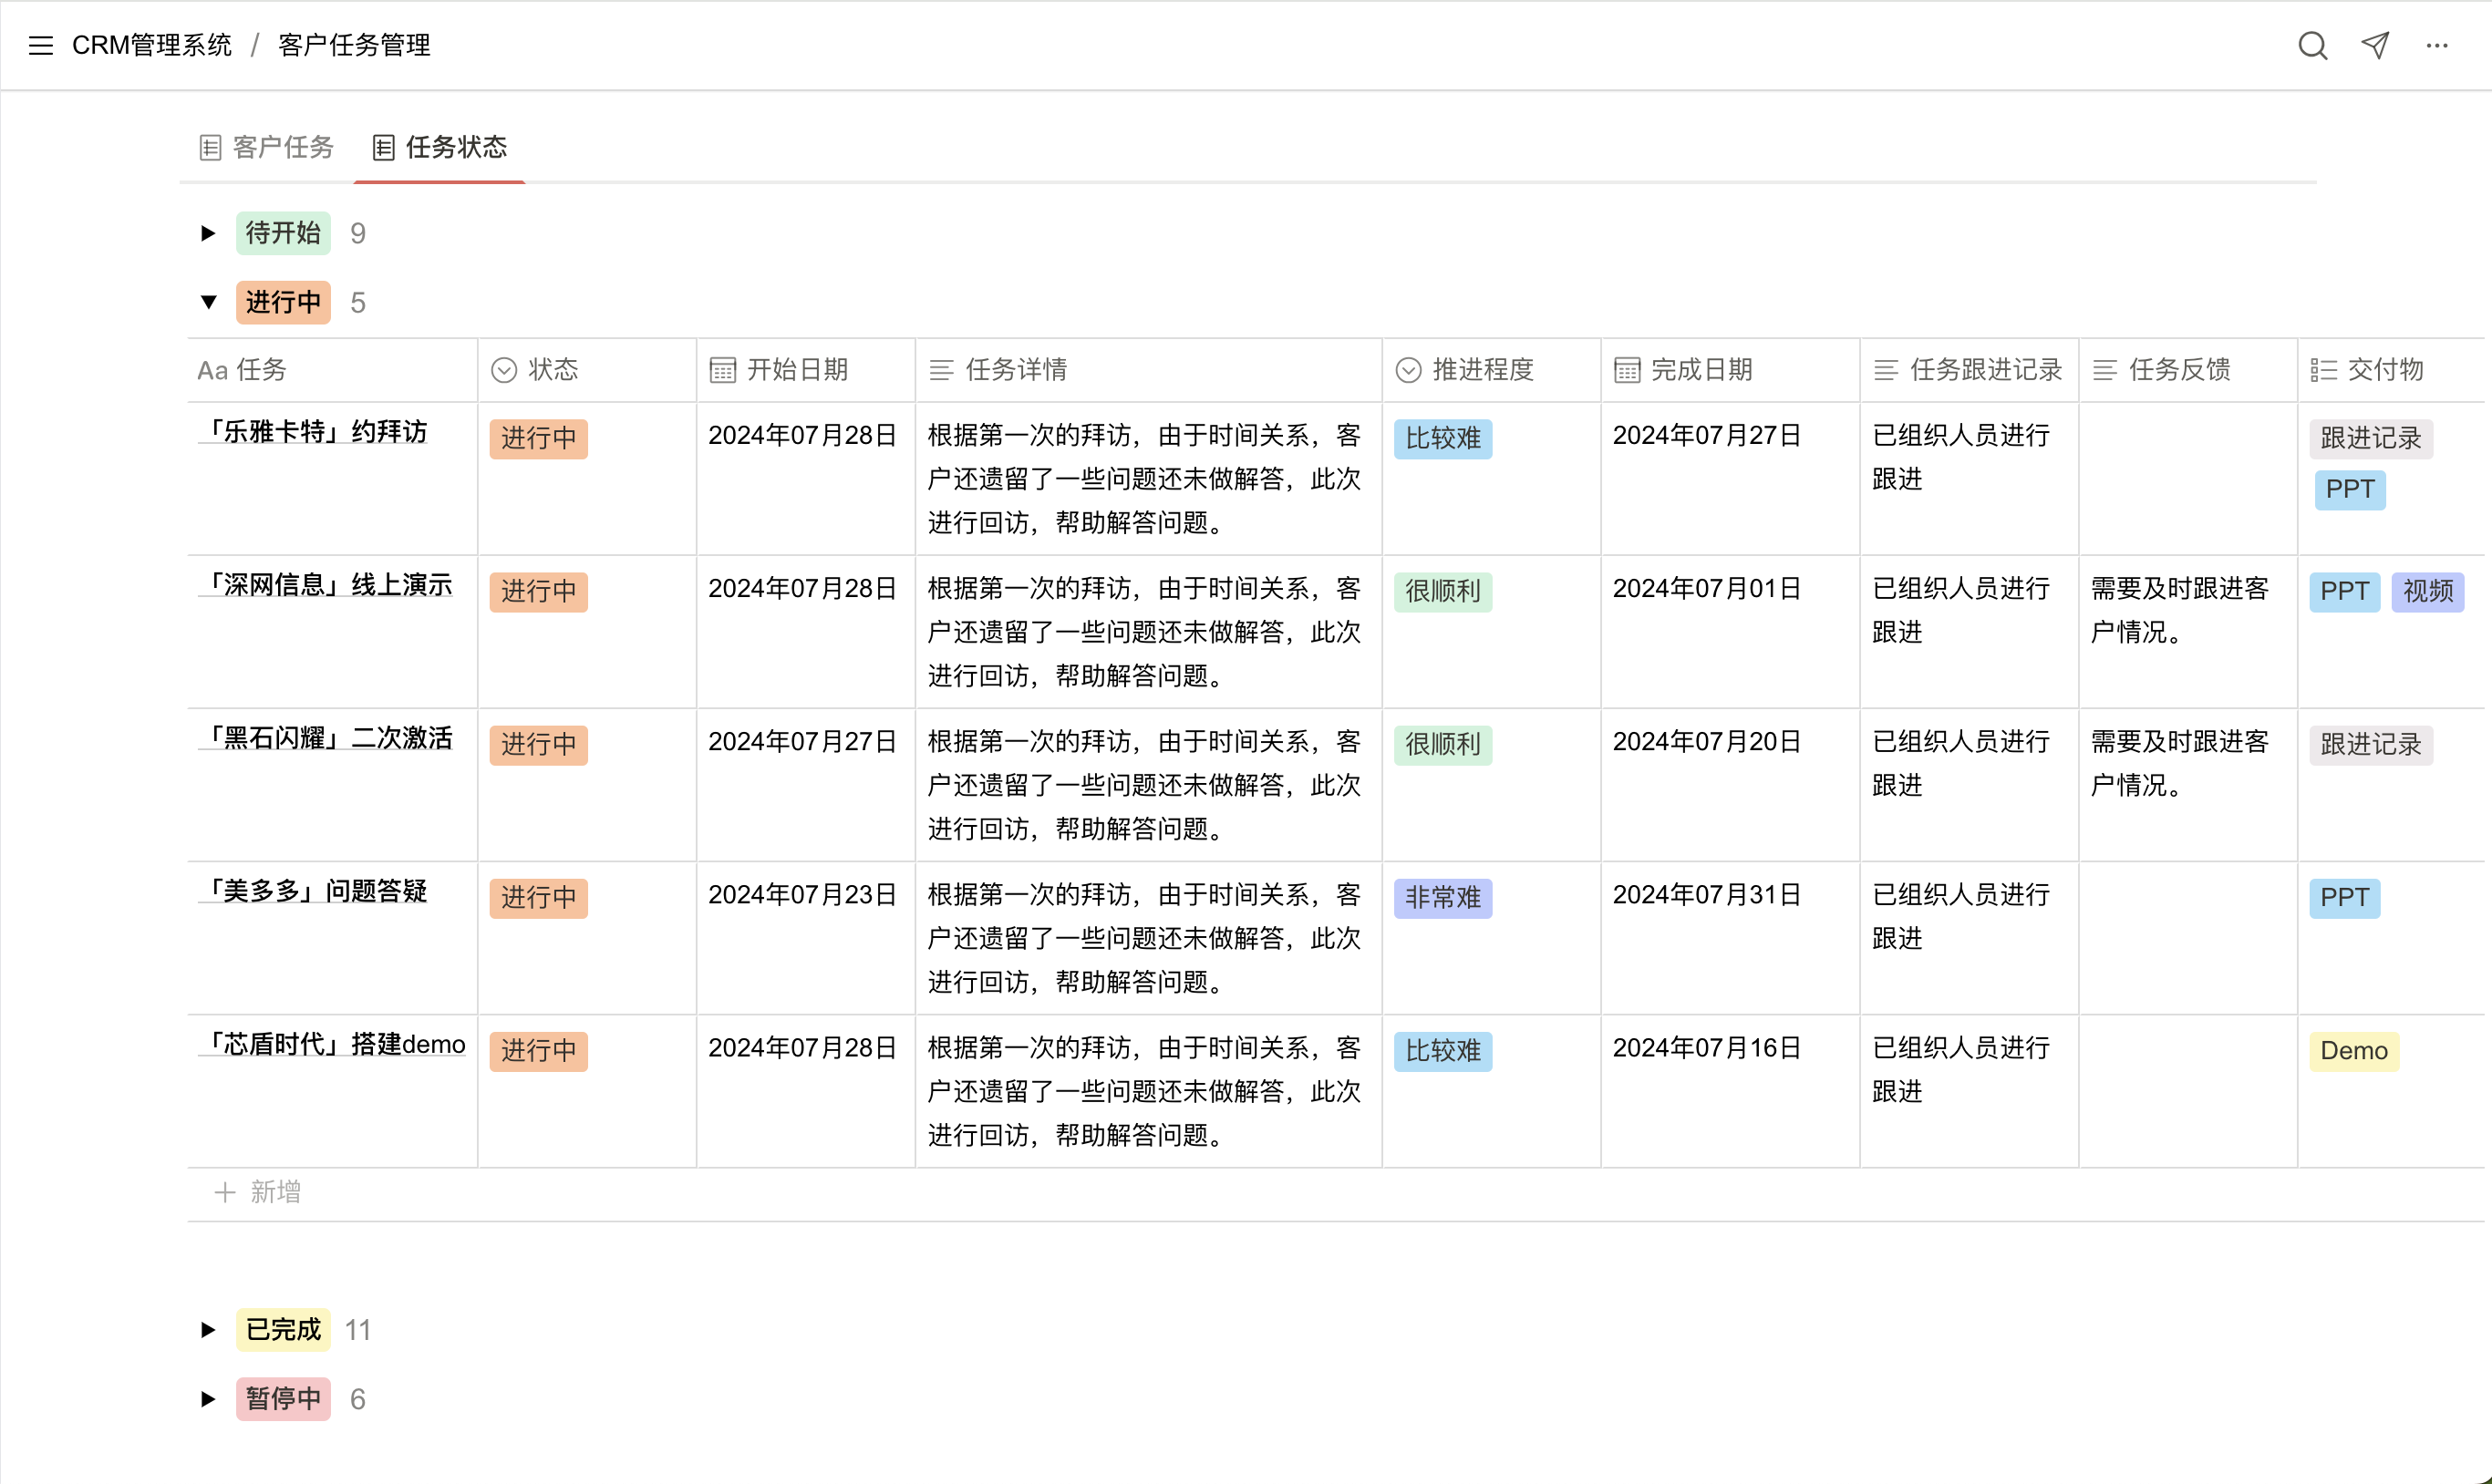 CRM管理系统 / 客户任务管理
客户任务 任务状态
待开始 9
进行中 5
Aa 任务 状态 开始日期 任务详情 推进程度 完成日期 任务跟进记录 任务反馈 交付物
「乐雅卡特」约拜访 进行中 2024年07月28日 根据第一次的拜访，由于时间关系，客 比较难 2024年07月27日 已组织人员进行 跟进记录
户还遗留了一些问题还未做解答，此次 跟进 PPT
进行回访，帮助解答问题。
「深网信息」线上演示 进行中 2024年07月28日 根据第一次的拜访，由于时间关系，客 很顺利 2024年07月01日 已组织人员进行 需要及时跟进客 PPT 视频
户还遗留了一些问题还未做解答，此次 跟进 户情况。
进行回访，帮助解答问题。
「黑石闪耀」二次激活 进行中 2024年07月27日 根据第一次的拜访，由于时间关系，客 很顺利 2024年07月20日 已组织人员进行 需要及时跟进客 跟进记录
户还遗留了一些问题还未做解答，此次 跟进 户情况。
进行回访，帮助解答问题。
「美多多」问题答疑 进行中 2024年07月23日 根据第一次的拜访，由于时间关系，客 非常难 2024年07月31日 已组织人员进行 PPT
户还遗留了一些问题还未做解答，此次 跟进
进行回访，帮助解答问题。
「芯盾时代」搭建demo 进行中 2024年07月28日 根据第一次的拜访，由于时间关系，客 比较难 2024年07月16日 已组织人员进行 Demo
户还遗留了一些问题还未做解答，此次 跟进
进行回访，帮助解答问题。
新增
已完成 11
暂停中 6